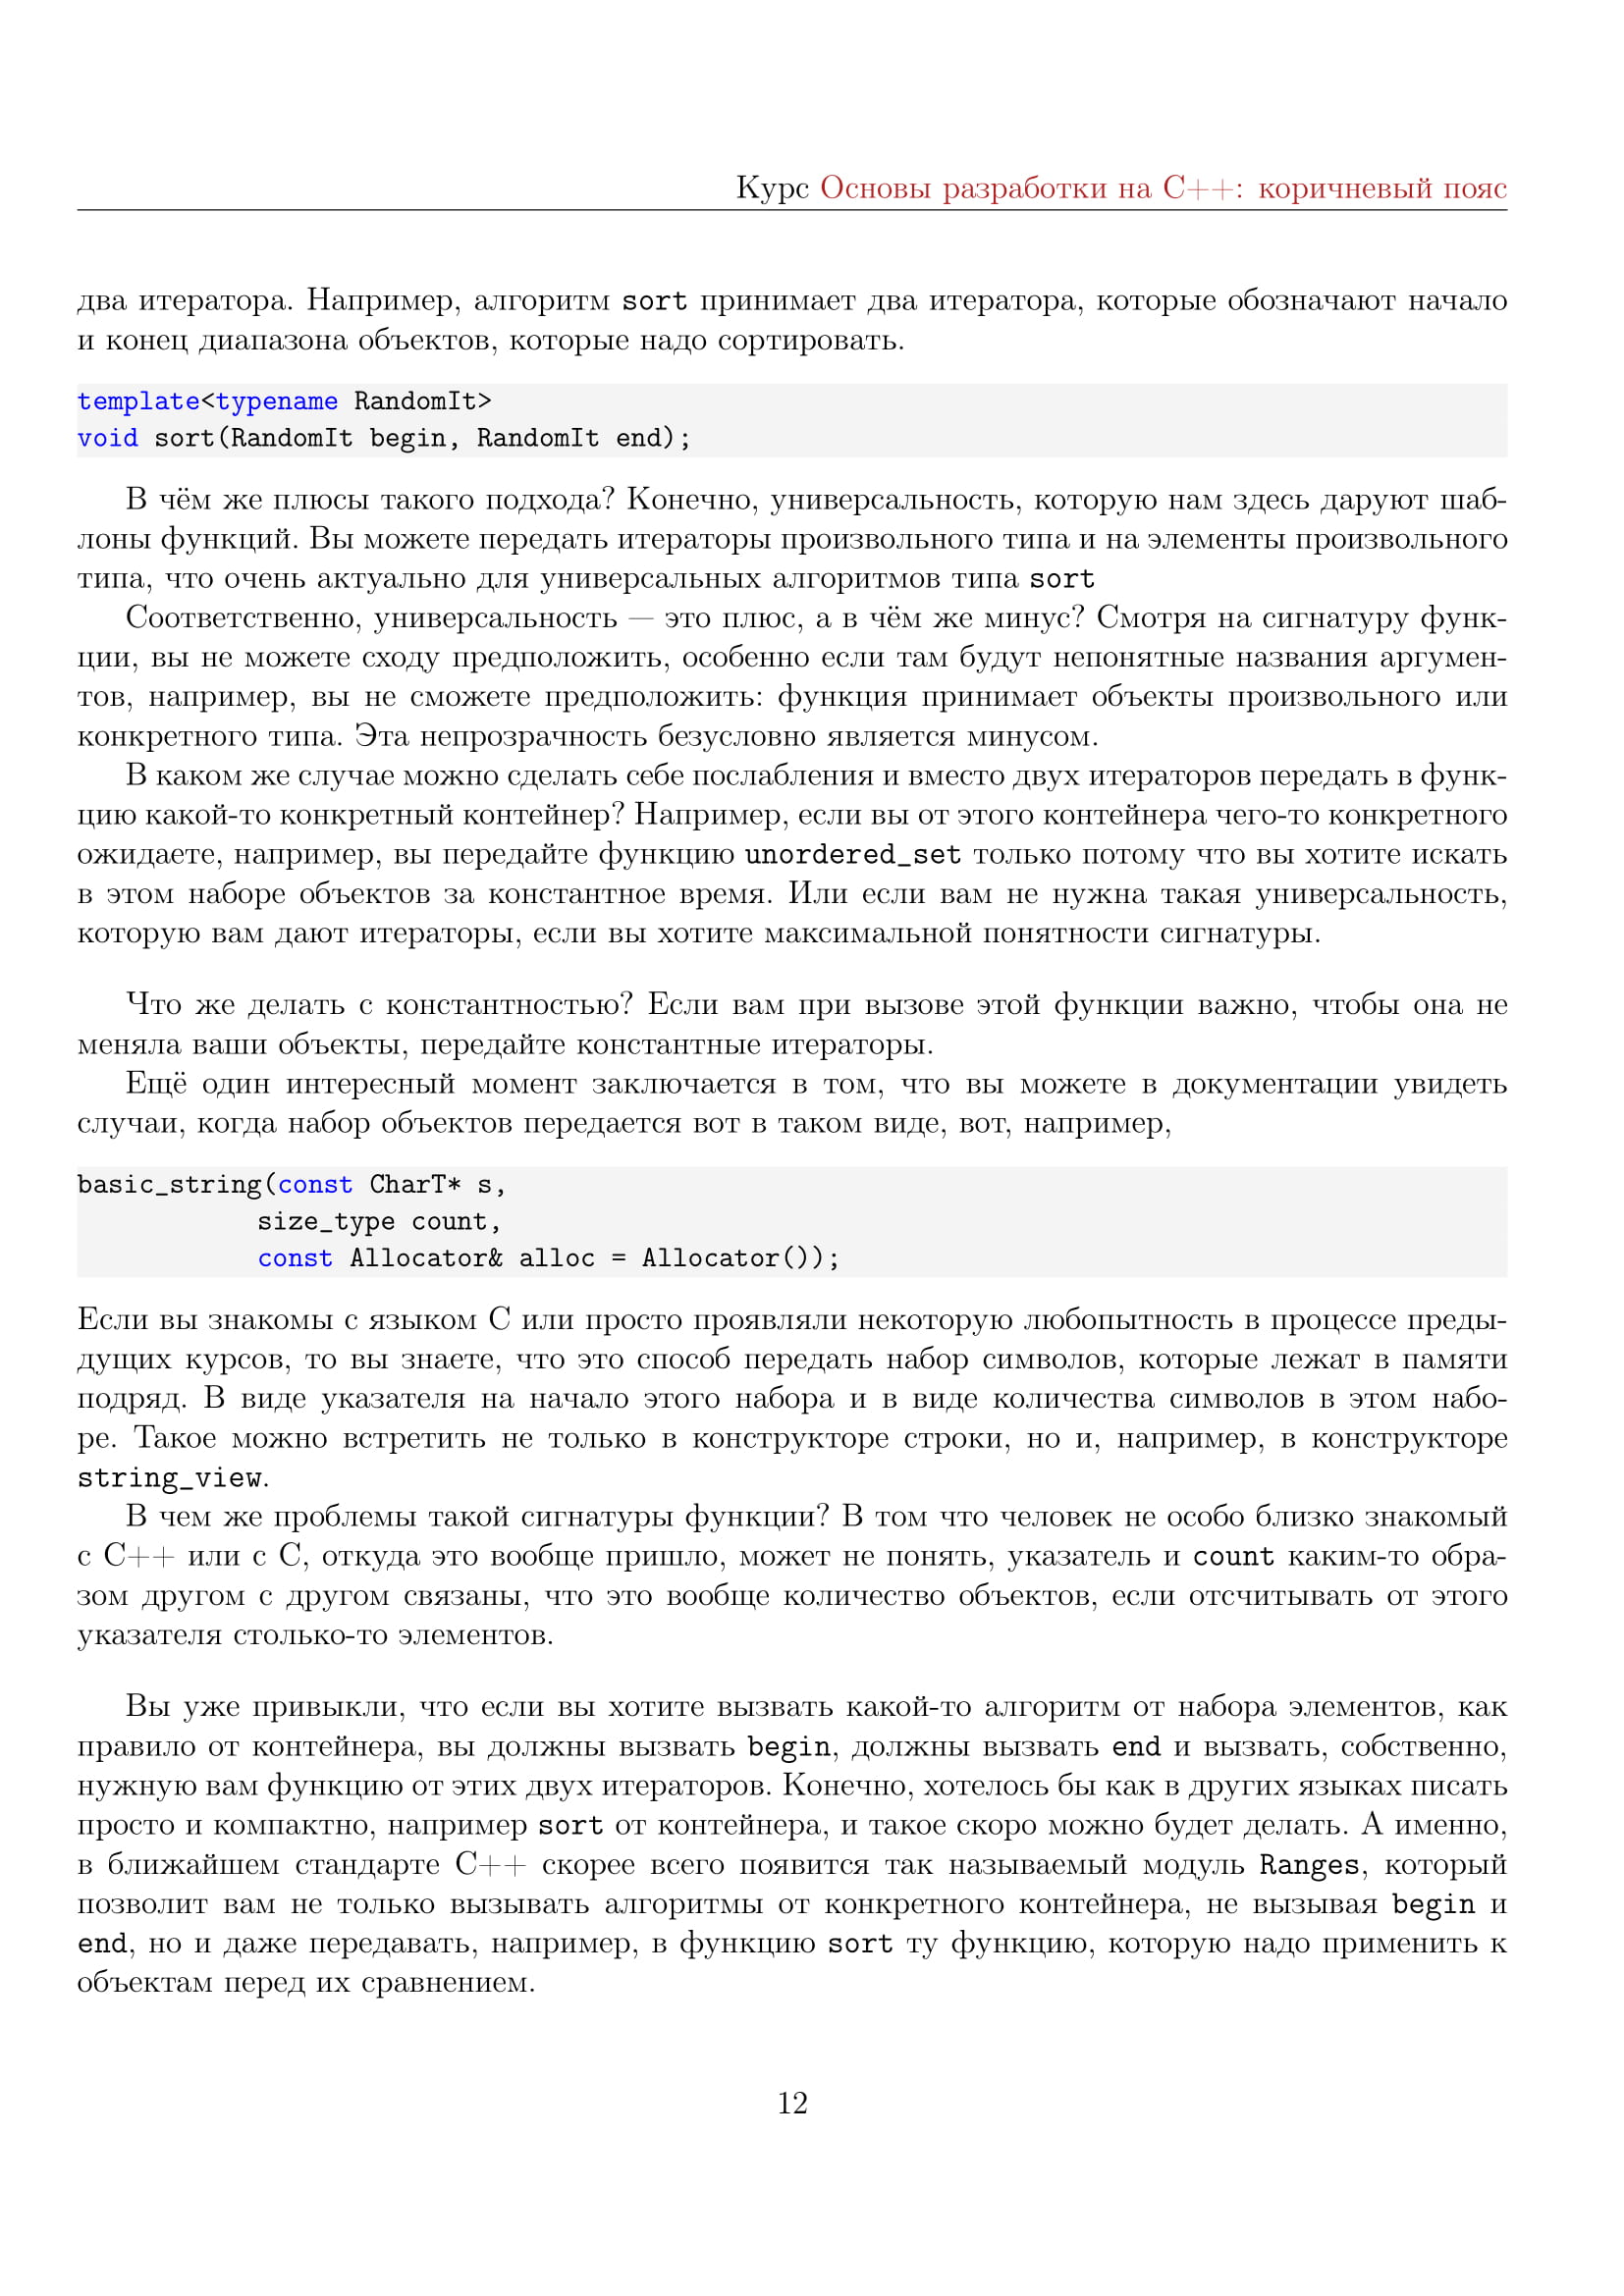 Курс Основы разработки на C++: коричневый пояс
два итератора. Например, алгоритм sort принимает два итератора, которые обозначают начало
и конец диапазона объектов, которые надо сортировать.
template<typename RandomIt>
void sort(RandomIt begin, RandomIt end);
В чём же плюсы такого подхода? Конечно, универсальность, которую нам здесь даруют шаб-
лоны функций. Вы можете передать итераторы произвольного типа и на элементы произвольного
типа, что очень актуально для универсальных алгоритмов типа sort
Соответственно, универсальность — это плюс, а в чём же минус? Смотря на сигнатуру функ-
ции, вы не можете сходу предположить, особенно если там будут непонятные названия аргумен-
тов, например, вы не сможете предположить: функция принимает объекты произвольного или
конкретного типа. Эта непрозрачность безусловно является минусом.
В каком же случае можно сделать себе послабления и вместо двух итераторов передать в функ-
цию какой-то конкретный контейнер? Например, если вы от этого контейнера чего-то конкретного
ожидаете, например, вы передайте функцию unordered_set только потому что вы хотите искать
в этом наборе объектов за константное время. Или если вам не нужна такая универсальность,
которую вам дают итераторы, если вы хотите максимальной понятности сигнатуры.
Что же делать с константностью? Если вам при вызове этой функции важно, чтобы она не
меняла ваши объекты, передайте константные итераторы.
Ещё один интересный момент заключается в том, что вы можете в документации увидеть
случаи, когда набор объектов передается вот в таком виде, вот, например,
basic_string(const CharT* s,
size_type count,
const Allocator& alloc = Allocator());
Если вы знакомы с языком C или просто проявляли некоторую любопытность в процессе преды-
дущих курсов, то вы знаете, что это способ передать набор символов, которые лежат в памяти
подряд. В виде указателя на начало этого набора и в виде количества символов в этом набо-
ре. Такое можно встретить не только в конструкторе строки, но и, например, в конструкторе
string_view.
В чем же проблемы такой сигнатуры функции? В том что человек не особо близко знакомый
с C++ или с C, откуда это вообще пришло, может не понять, указатель и count каким-то обра-
зом другом с другом связаны, что это вообще количество объектов, если отсчитывать от этого
указателя столько-то элементов.
Вы уже привыкли, что если вы хотите вызвать какой-то алгоритм от набора элементов, как
правило от контейнера, вы должны вызвать begin, должны вызвать end и вызвать, собственно,
нужную вам функцию от этих двух итераторов. Конечно, хотелось бы как в других языках писать
просто и компактно, например sort от контейнера, и такое скоро можно будет делать. А именно,
в ближайшем стандарте C++ скорее всего появится так называемый модуль Ranges, который
позволит вам не только вызывать алгоритмы от конкретного контейнера, не вызывая begin и
end, но и даже передавать, например, в функцию sort ту функцию, которую надо применить к
объектам перед их сравнением.
12